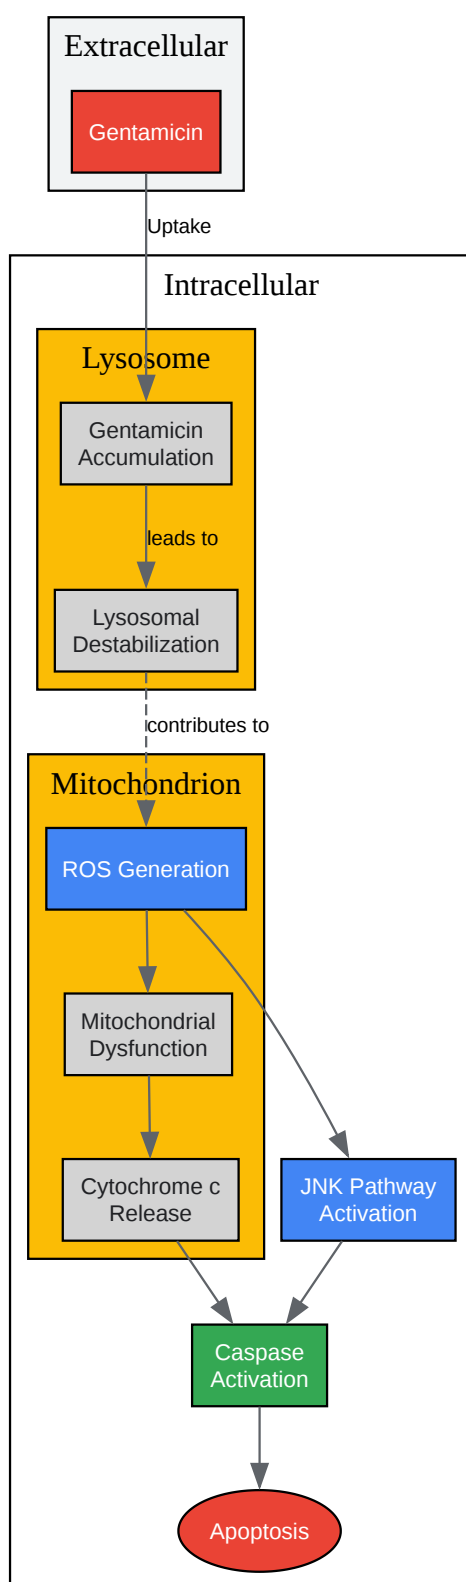 Extracellular
Gentamicin
Uptake
Intracellular
Lysosome
Gentamicin
Accumulation
leads to
Lysosomal
Destabilization
contributes to
Mitochondrion
ROS Generation
Mitochondrial
Dysfunction
Cytochrome c
Release
JNK Pathway
Activation
Caspase
Activation
Apoptosis